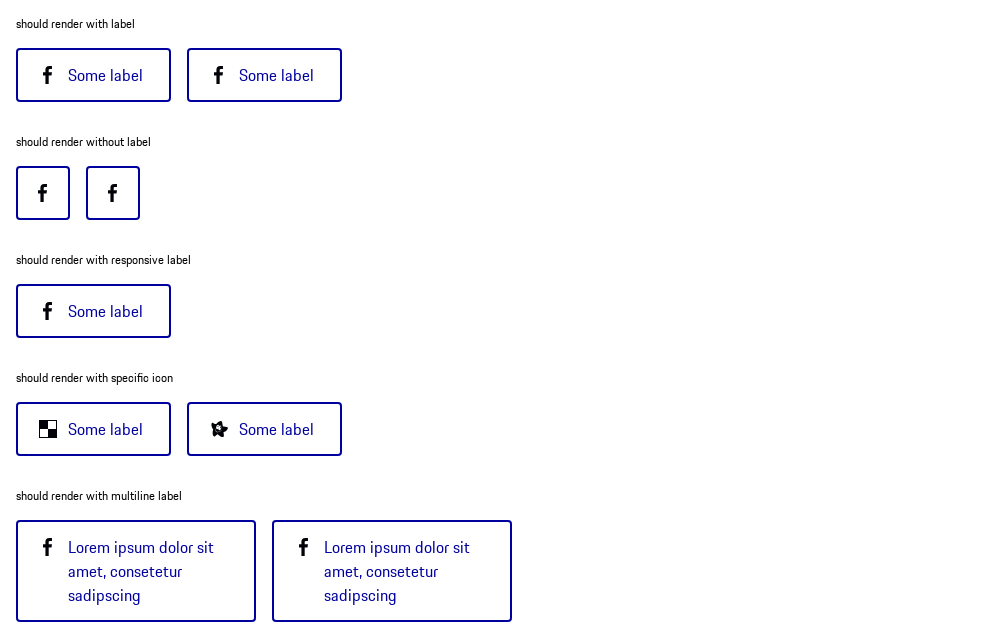 should render with label
Some label Some label
should render without label
should render with responsive label
Some label
should render with specific icon
Some label Some label
should render with multiline label
Lorem ipsum dolor sit
amet, consetetur
sadipscing
Lorem ipsum dolor sit
amet, consetetur
sadipscing